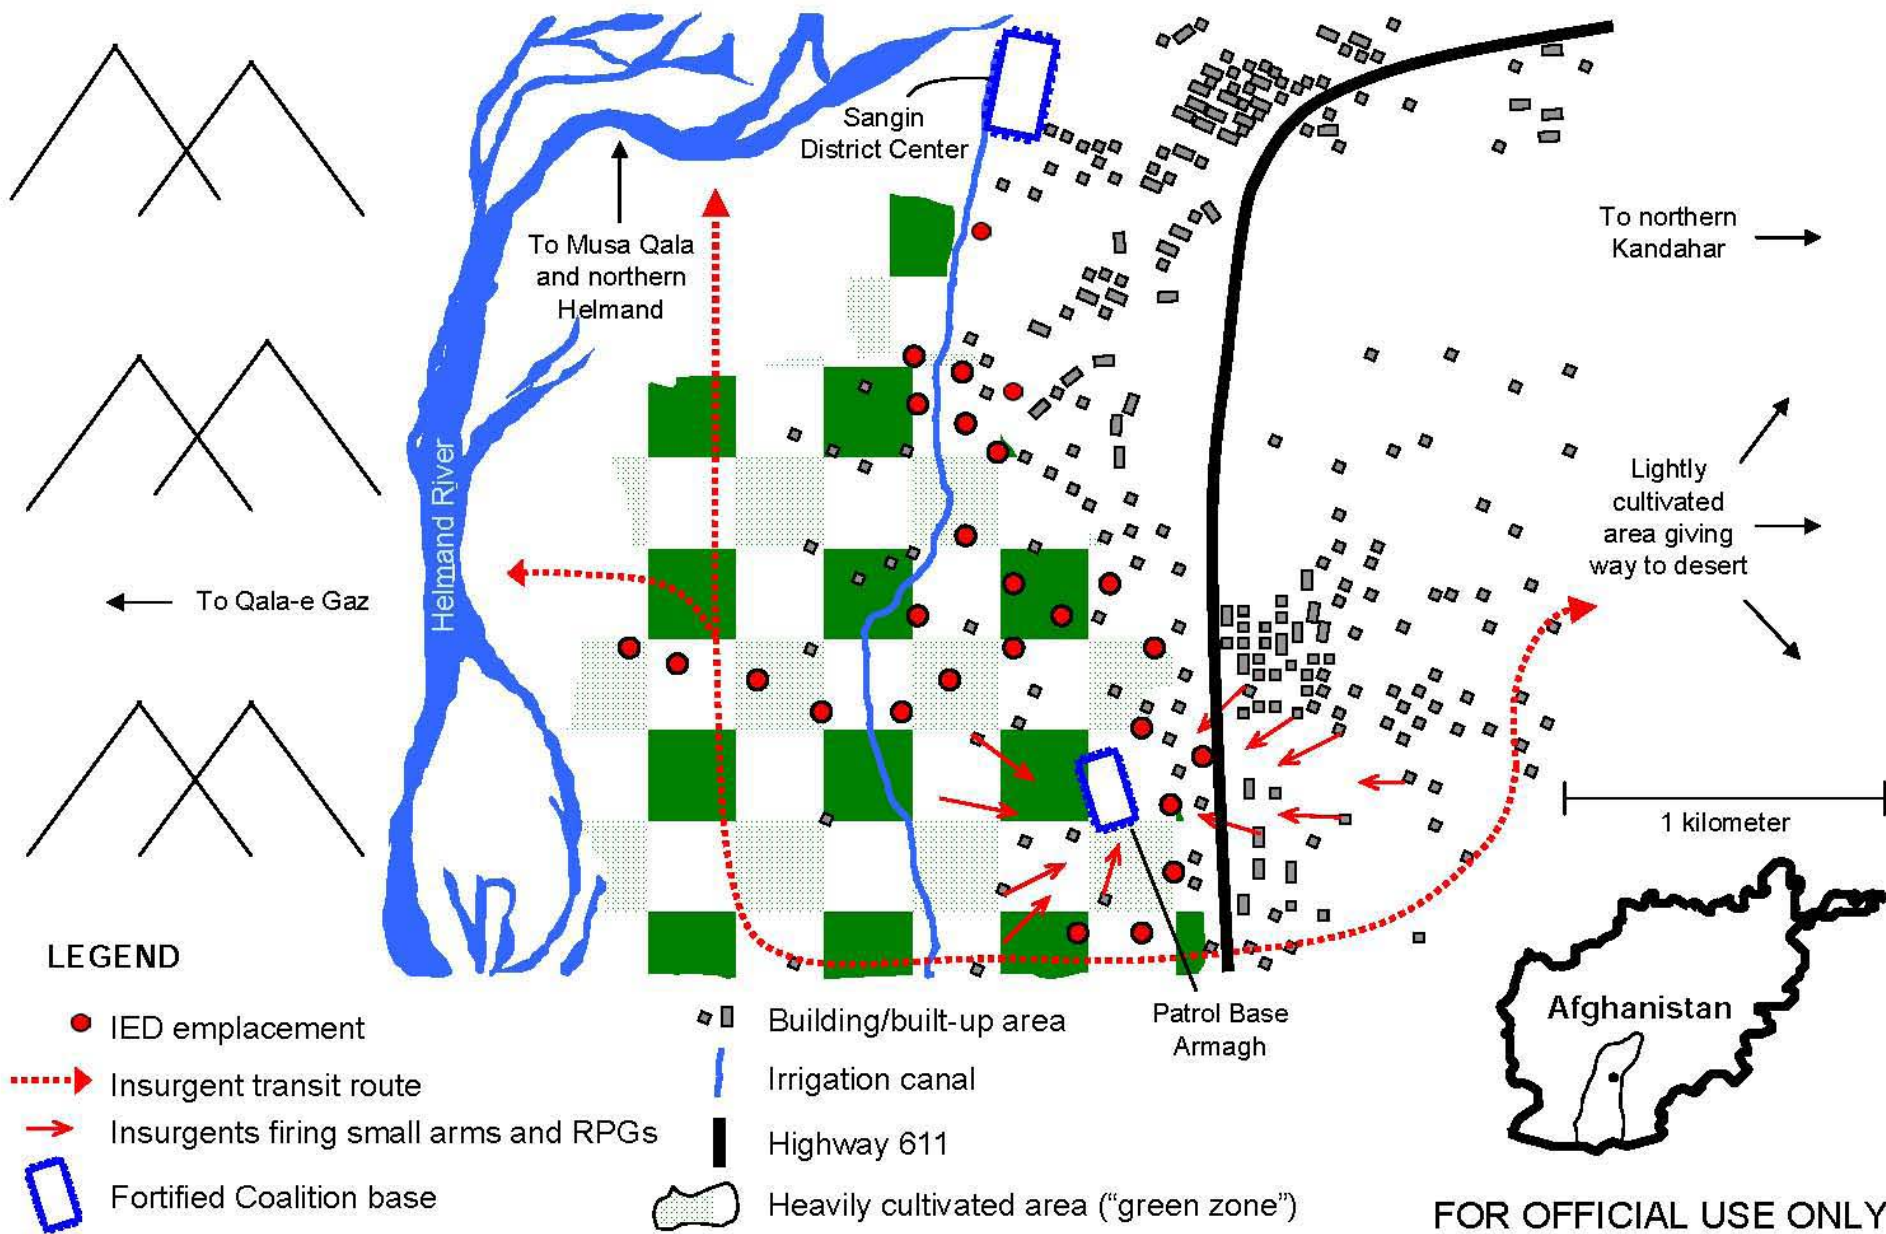 Sangin
District Center
To Musa Qala
and northern
Helmand
To northern
Kandahar
Helmand River
Lightly
cultivated
area giving
way to desert
To Qala-e Gaz
1 kilometer
Afghanistan
Patrol Base
Armagh
LEGEND
IED emplacement
Insurgent transit route
Insurgents firing small arms and RPGs
Fortified Coalition base
Building/built-up area
Irrigation canal
Highway 611
Heavily cultivated area (“green zone”)
FOR OFFICIAL USE ONLY